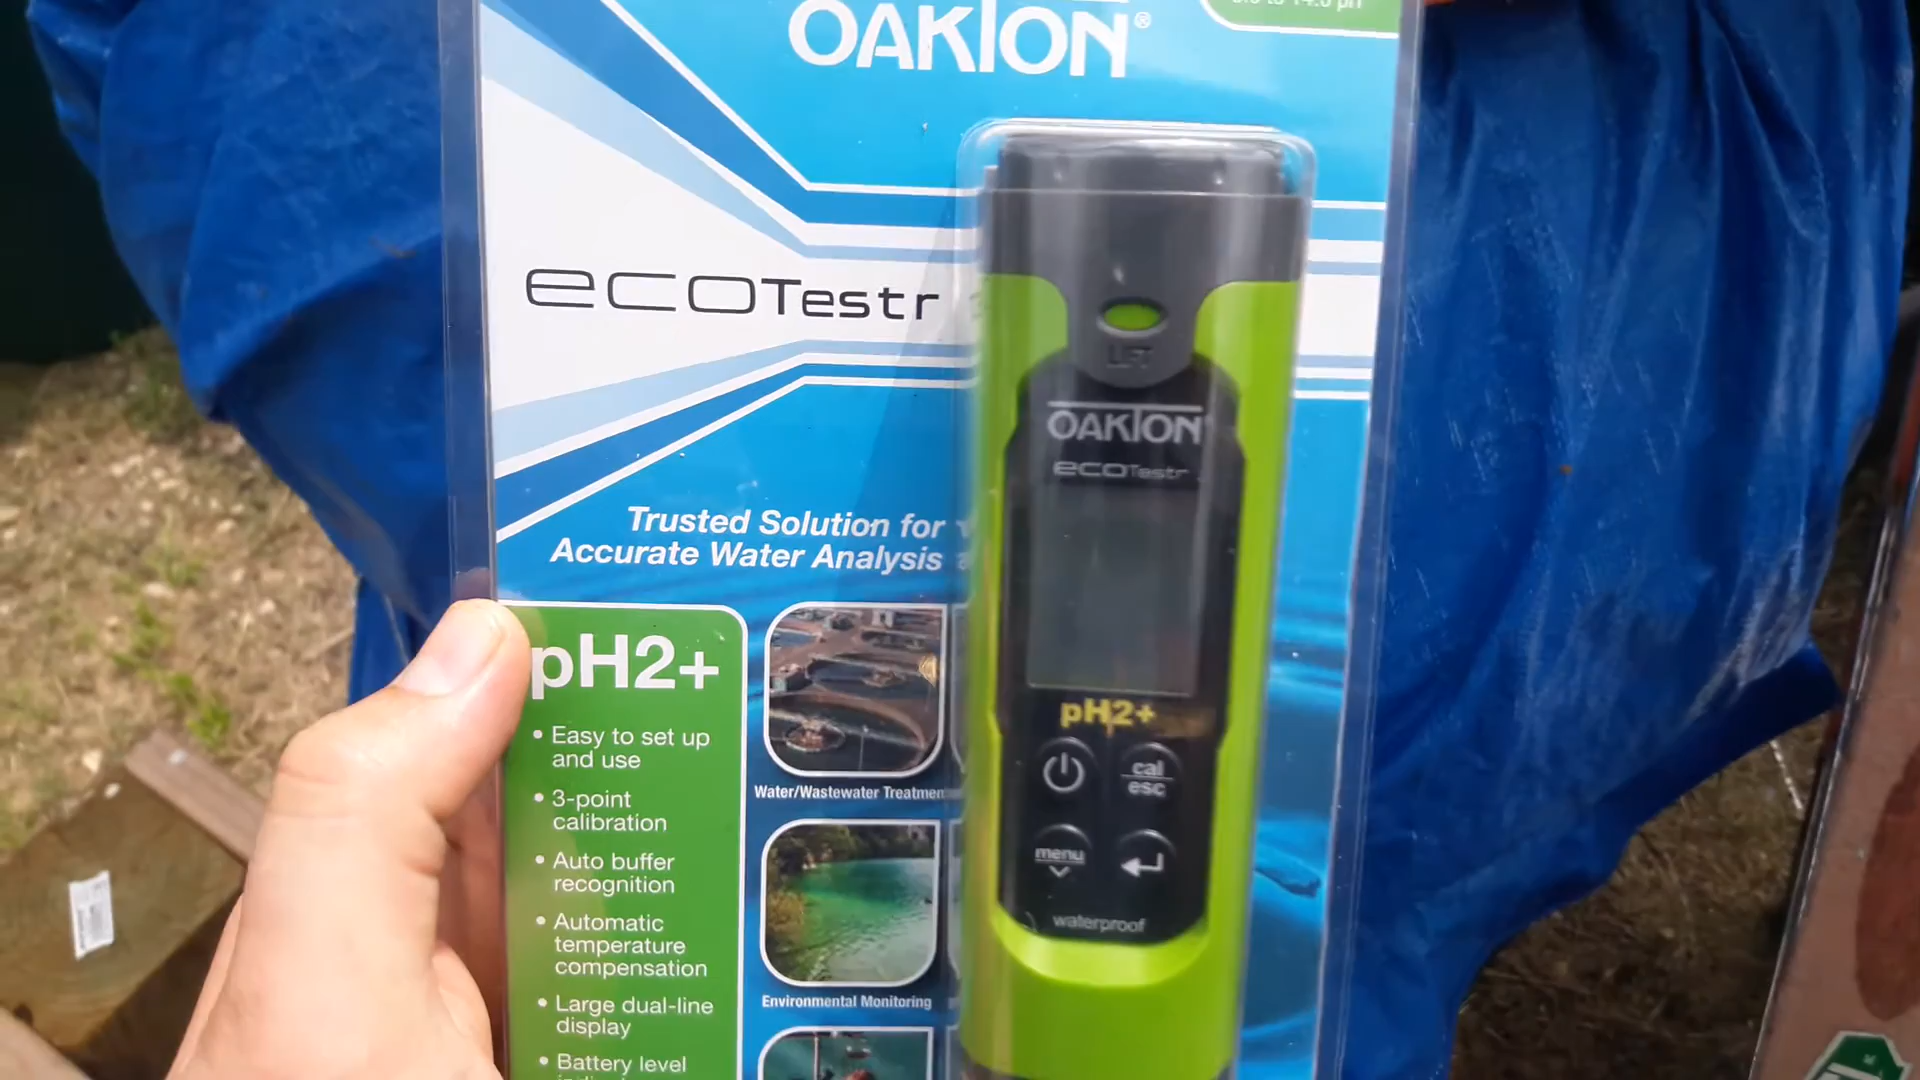 OAKTON®
ecoTestr
Trusted Solution for
Accurate Water Analysis
pH2+
• Easy to set up
and use
• 3-point
calibration
• Auto buffer
recognition
• Automatic
temperature
compensation
• Large dual-line
display
• Battery level
Water/Wastewater Treatmen
Environmental Monitoring
LIFT
OAKTON
ecoTestr
pH2+
cal
esc
menu
waterproof